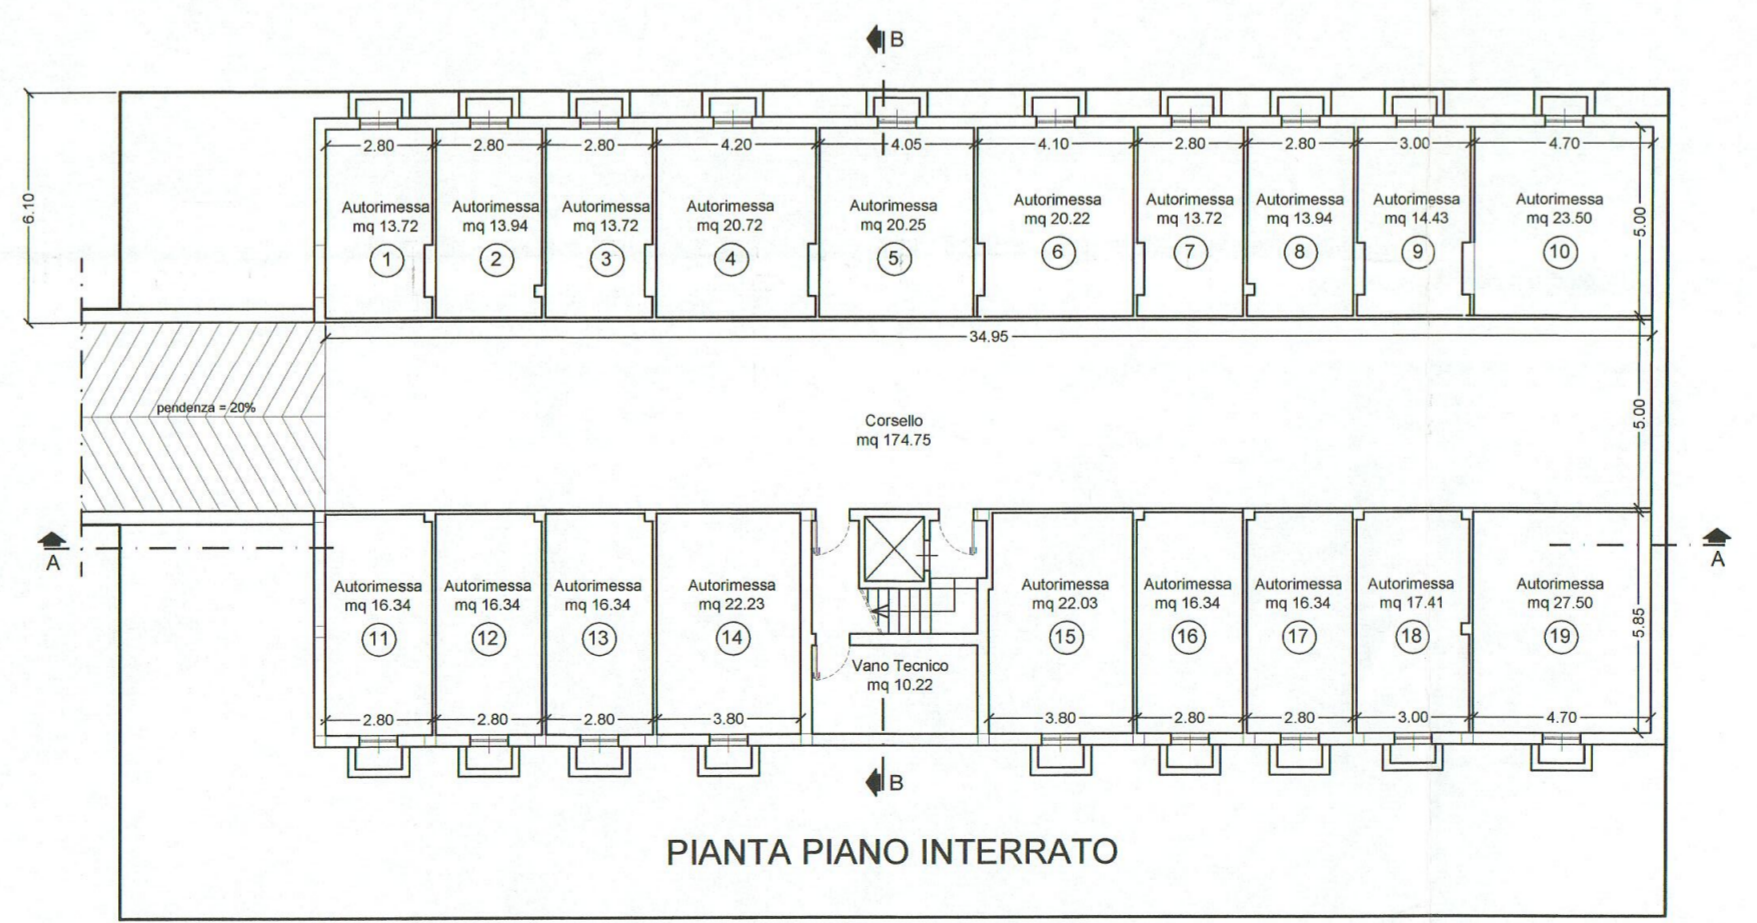 B
2.80 2.80 2.80 4.20 4.05 4.10 2.80 2.80 3.00 4.70
6.10
Autorimessa
mq 13.72
1
Autorimessa
mq 13.94
2
Autorimessa
mq 13.72
3
Autorimessa
mq 20.72
4
Autorimessa
mq 20.25
5
Autorimessa
mq 20.22
6
Autorimessa
mq 13.72
7
Autorimessa
mq 13.94
8
Autorimessa
mq 14.43
9
Autorimessa
mq 23.50
10
5.00
34.95
pendenza = 20%
Corsello
mq 174.75
5.00
A
A
Autorimessa
mq 16.34
11
Autorimessa
mq 16.34
12
Autorimessa
mq 16.34
13
Autorimessa
mq 22.23
14
Vano Tecnico
mq 10.22
Autorimessa
mq 22.03
15
Autorimessa
mq 16.34
16
Autorimessa
mq 16.34
17
Autorimessa
mq 17.41
18
Autorimessa
mq 27.50
19
5.85
2.80 2.80 2.80 3.80 3.80 2.80 2.80 3.00 4.70
B
PIANTA PIANO INTERRATO